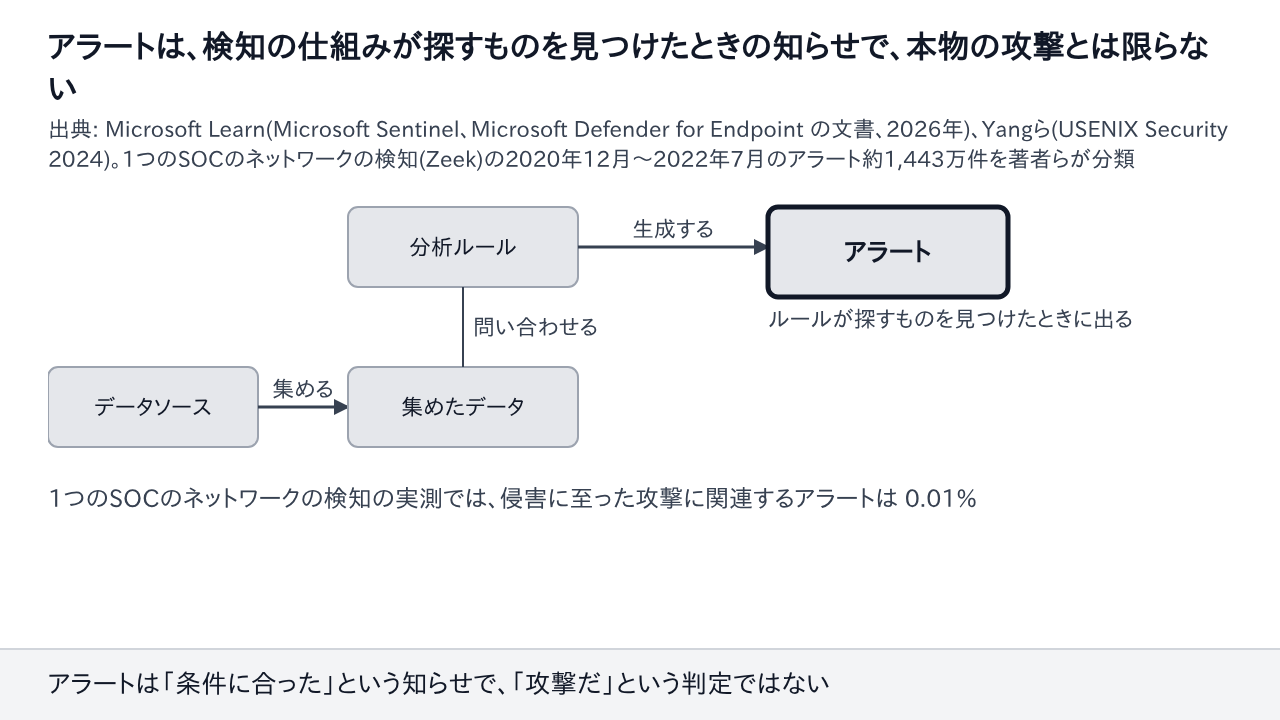 アラートは、検知の仕組みが探すものを見つけたときの知らせで、本物の攻撃とは限らな
い
出典: Microsoft Learn(Microsoft Sentinel、Microsoft Defender for Endpoint の文書、2026年)、Yangら(USENIX Security
2024)。1つのSOCのネットワークの検知(Zeek)の2020年12月〜2022年7月のアラート約1,443万件を著者らが分類
分析ルール
生成する
アラート
ルールが探すものを見つけたときに出る
問い合わせる
データソース
集める
集めたデータ
1つのSOCのネットワークの検知の実測では、侵害に至った攻撃に関連するアラートは 0.01%
アラートは「条件に合った」という知らせで、「攻撃だ」という判定ではない